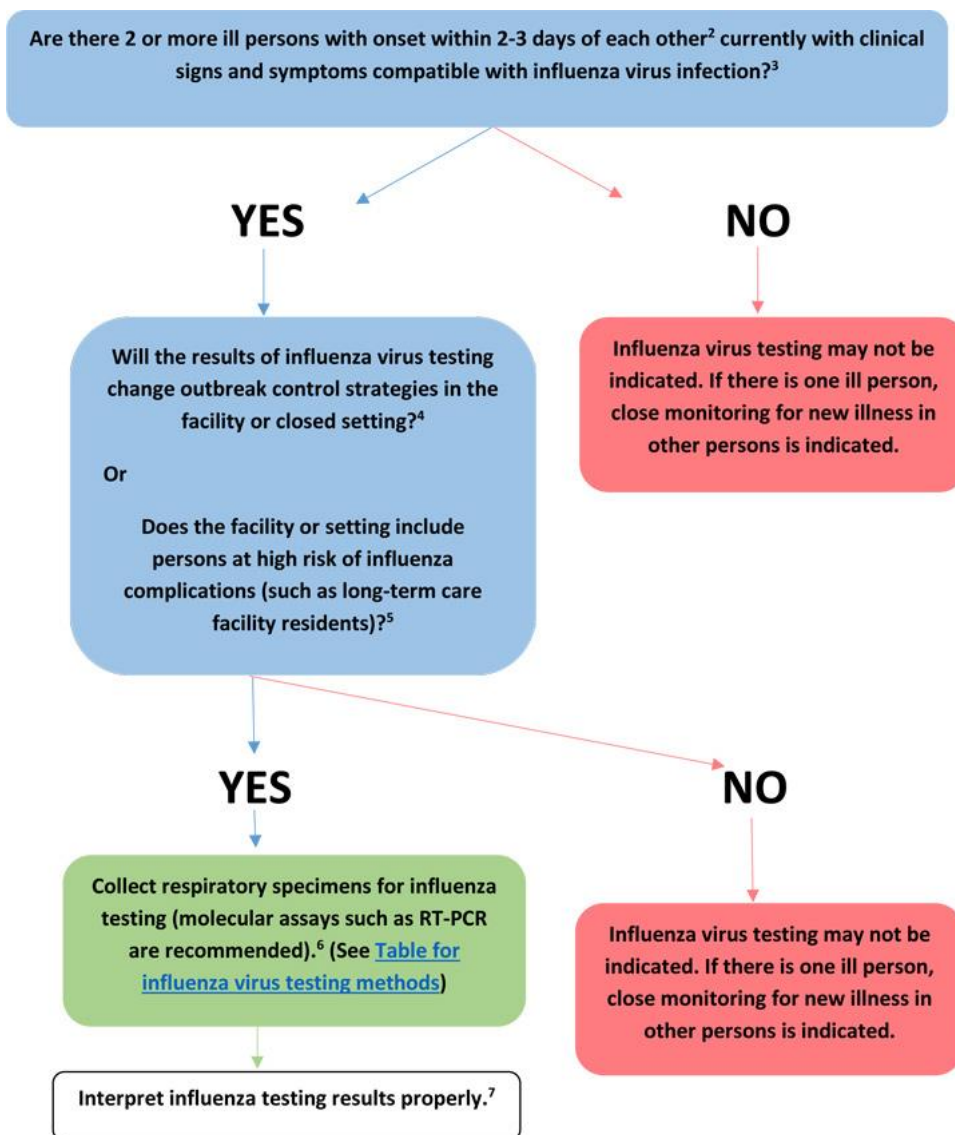 Are there 2 or more ill persons with onset within 2-3 days of each other² currently with clinical
signs and symptoms compatible with influenza virus infection?³
YES
NO
Will the results of influenza virus testing
change outbreak control strategies in the
facility or closed setting?⁴
Or
Does the facility or setting include
persons at high risk of influenza
complications (such as long-term care
facility residents)?⁵
Influenza virus testing may not be
indicated. If there is one ill person,
close monitoring for new illness in
other persons is indicated.
YES
NO
Collect respiratory specimens for influenza
testing (molecular assays such as RT-PCR
are recommended).⁶ (See Table for
influenza virus testing methods)
Influenza virus testing may not be
indicated. If there is one ill person,
close monitoring for new illness in
other persons is indicated.
Interpret influenza testing results properly.⁷